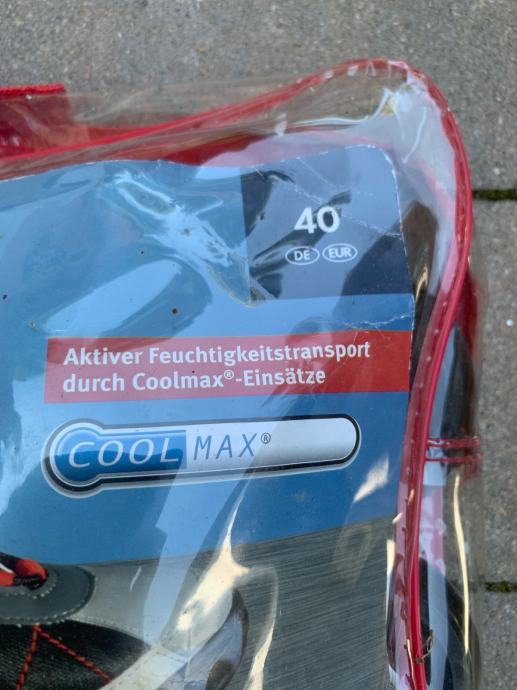 40
DE EUR
Aktiver Feuchtigkeitstransport
durch Coolmax®-Einsätze
COOLMAX®